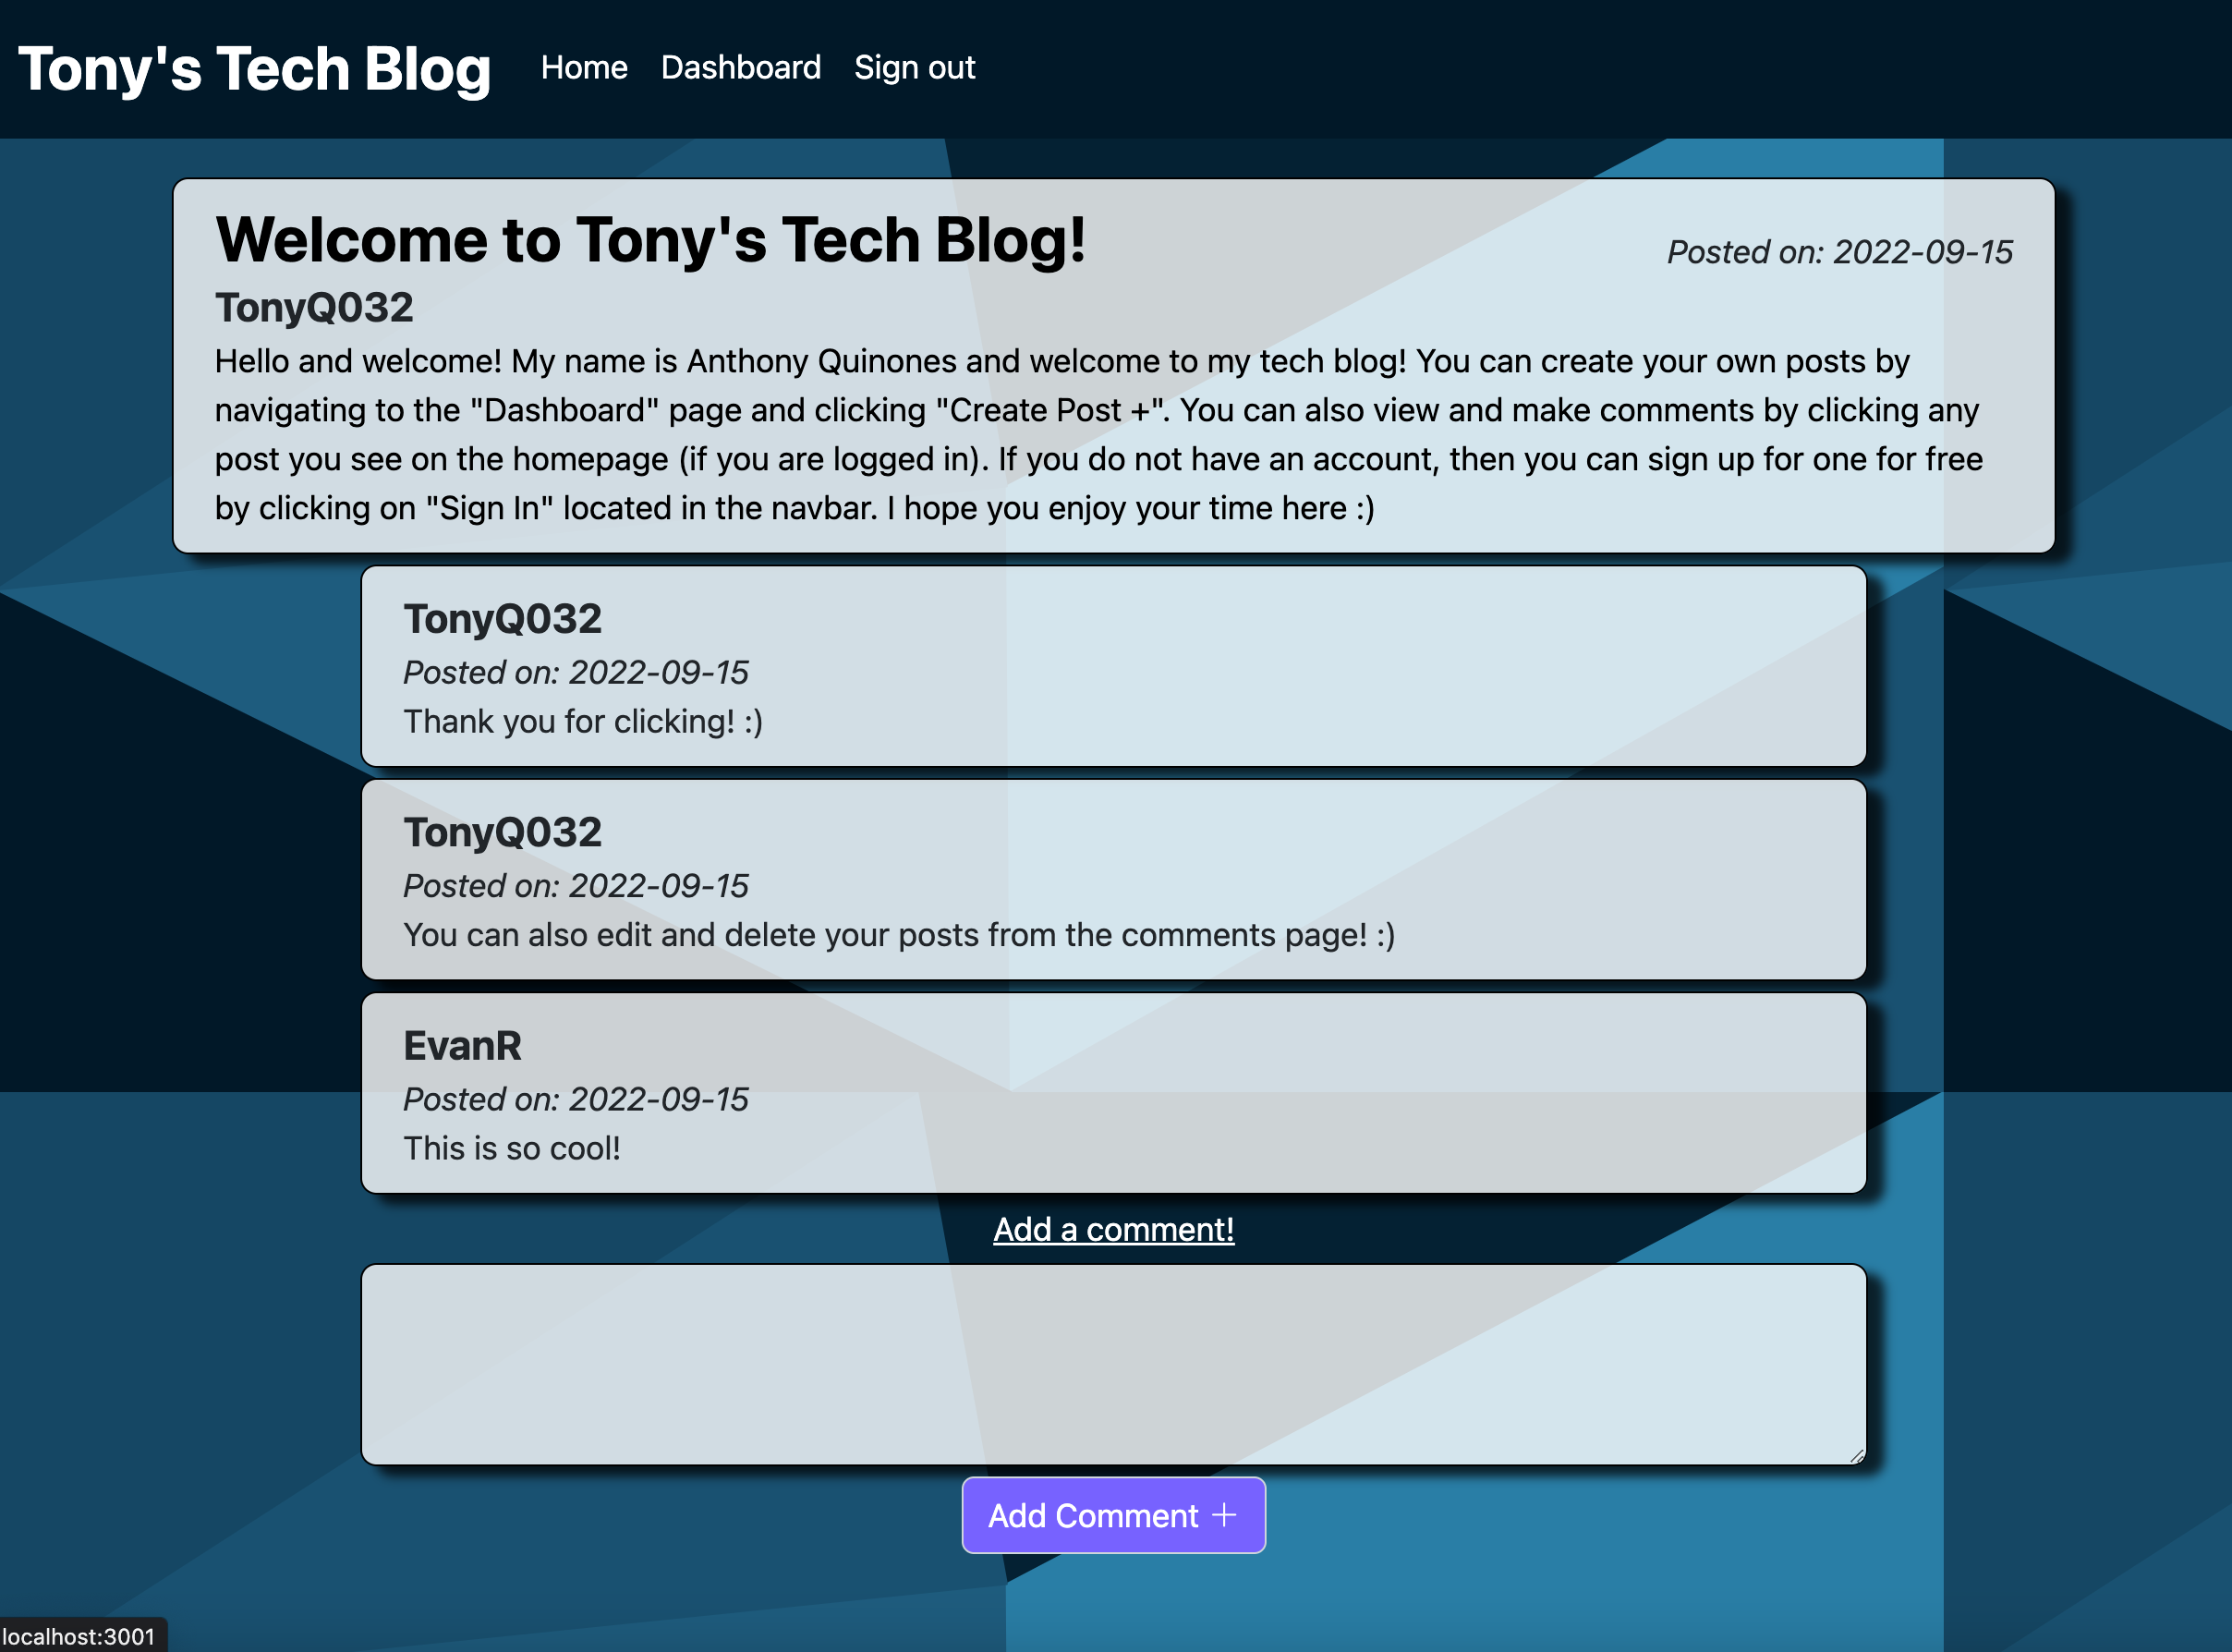 Tony's Tech Blog Home Dashboard Sign out
Welcome to Tony's Tech Blog!
Posted on: 2022-09-15
TonyQ032
Hello and welcome! My name is Anthony Quinones and welcome to my tech blog! You can create your own posts by
navigating to the "Dashboard" page and clicking "Create Post +". You can also view and make comments by clicking any
post you see on the homepage (if you are logged in). If you do not have an account, then you can sign up for one for free
by clicking on "Sign In" located in the navbar. I hope you enjoy your time here :)
TonyQ032
Posted on: 2022-09-15
Thank you for clicking! :)
TonyQ032
Posted on: 2022-09-15
You can also edit and delete your posts from the comments page! :)
EvanR
Posted on: 2022-09-15
This is so cool!
Add a comment!
Add Comment +
localhost:3001